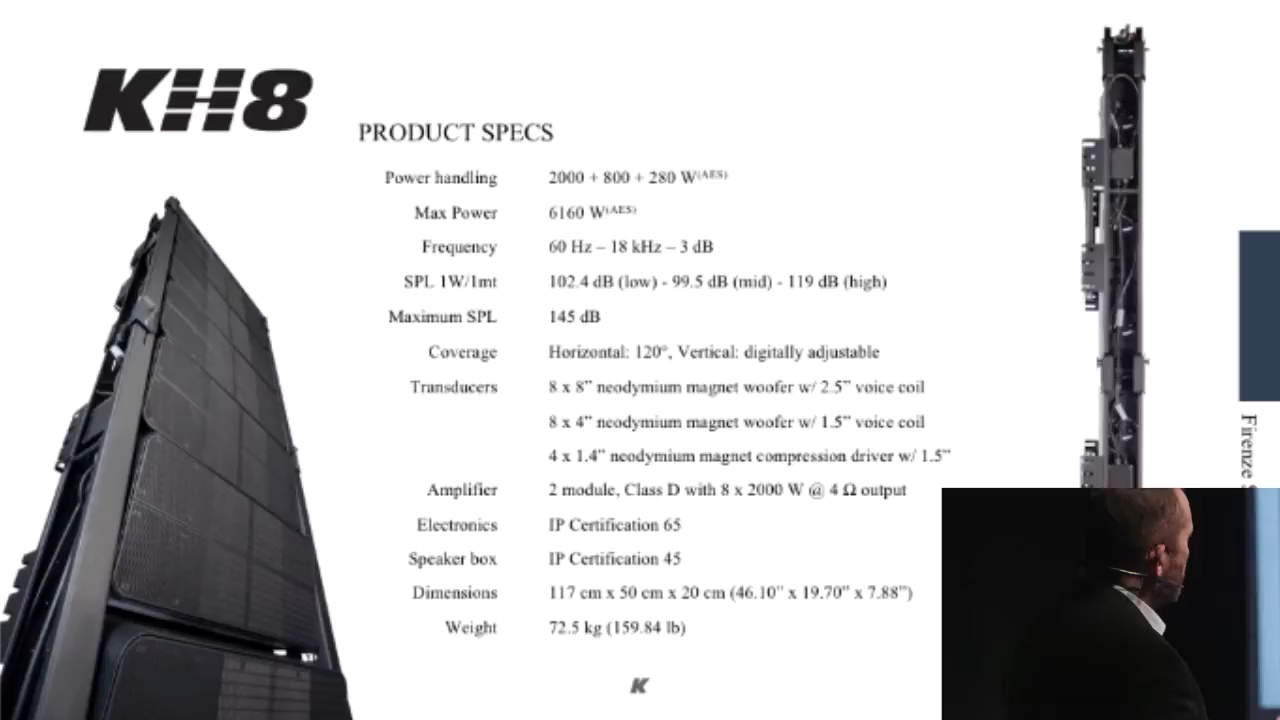 KH8
PRODUCT SPECS
Power handling 2000 + 800 + 280 W(AES)
Max Power 6160 W(AES)
Frequency 60 Hz – 18 kHz – 3 dB
SPL 1W/1mt 102.4 dB (low) - 99.5 dB (mid) - 119 dB (high)
Maximum SPL 145 dB
Coverage Horizontal: 120°, Vertical: digitally adjustable
Transducers 8 x 8” neodymium magnet woofer w/ 2.5” voice coil
8 x 4” neodymium magnet woofer w/ 1.5” voice coil
4 x 1.4” neodymium magnet compression driver w/ 1.5”
Amplifier 2 module, Class D with 8 x 2000 W @ 4 Ω output
Electronics IP Certification 65
Speaker box IP Certification 45
Dimensions 117 cm x 50 cm x 20 cm (46.10” x 19.70” x 7.88”)
Weight 72.5 kg (159.84 lb)
K
Firenze